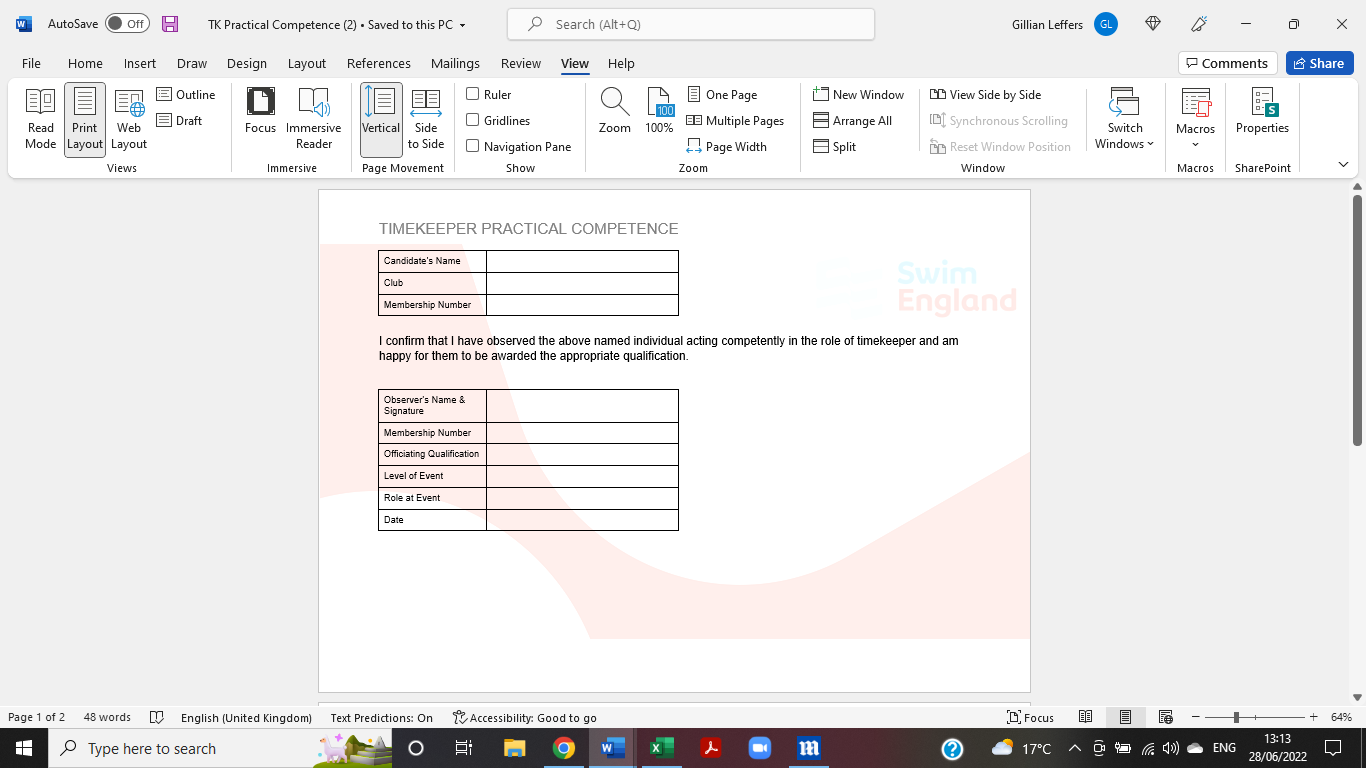 AutoSave Off TK Practical Competence (2) • Saved to this PC Search (Alt+Q) Gillian Leffers GL
File Home Insert Draw Design Layout References Mailings Review View Help Comments Share
Read Mode
Print Layout
Web Layout
Outline
Draft
Views
Focus
Immersive Reader
Immersive
Vertical
Side to Side
Page Movement
Ruler
Gridlines
Navigation Pane
Show
Zoom
100
100%
One Page
Multiple Pages
Page Width
Zoom
New Window
Arrange All
Split
View Side by Side
Synchronous Scrolling
Reset Window Position
Window
Switch Windows
Macros
Macros
S
Properties
SharePoint
TIMEKEEPER PRACTICAL COMPETENCE
Candidate's Name
Club
Membership Number
Swim
England
I confirm that I have observed the above named individual acting competently in the role of timekeeper and am
happy for them to be awarded the appropriate qualification.
Observer's Name &
Signature
Membership Number
Officiating Qualification
Level of Event
Role at Event
Date
Page 1 of 2 48 words English (United Kingdom) Text Predictions: On Accessibility: Good to go Focus 64%
Type here to search 17°C ENG 13:13
28/06/2022